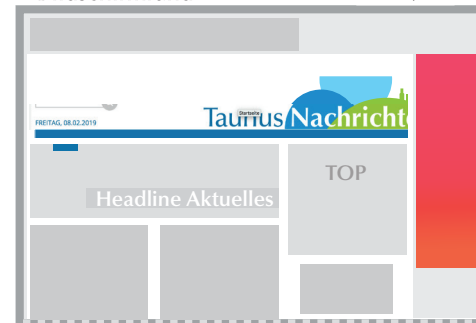 FREITAG, 08.02.2019
Startseite
Taunus Nachricht
TOP
Headline Aktuelles